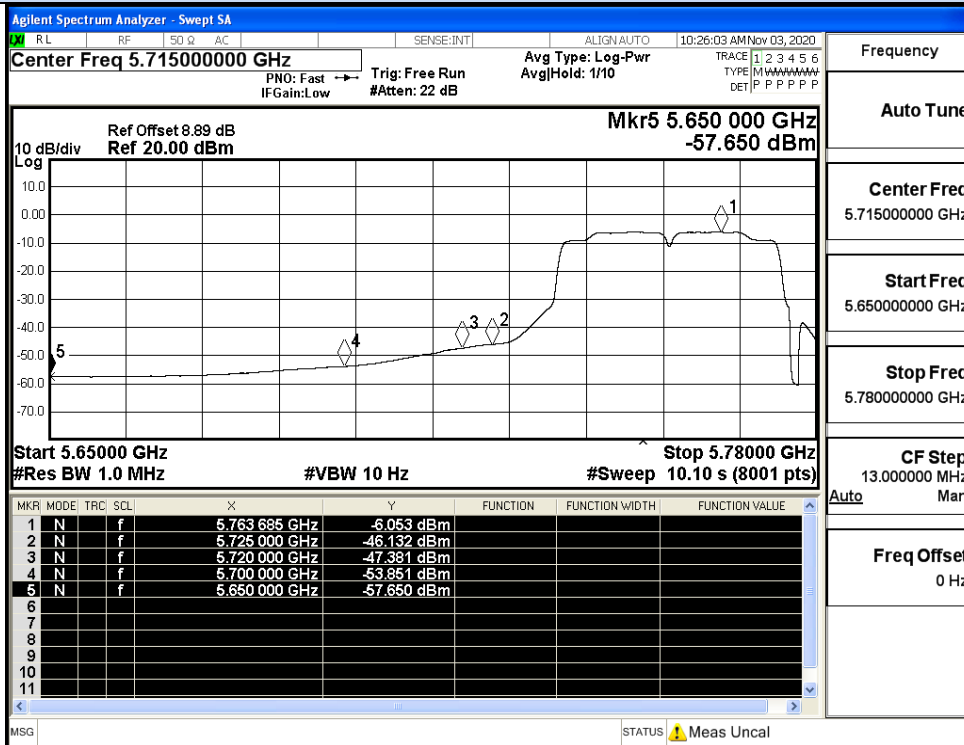 Agilent Spectrum Analyzer - Swept SA
LXI RL RF 50 Ω AC SENSE:INT ALIGNAUTO 10:26:03 AM Nov 03, 2020
Center Freq 5.715000000 GHz
PNO: Fast
IFGain:Low
Trig: Free Run
#Atten: 22 dB
Avg Type: Log-Pwr
Avg|Hold: 1/10
TRACE 1 2 3 4 5 6
TYPE M W W W W W
DET P P P P P P
Mkr5 5.650 000 GHz
-57.650 dBm
Ref Offset 8.89 dB
10 dB/div Ref 20.00 dBm
Log
10.0
0.00
-10.0
-20.0
-30.0
-40.0
-50.0
-60.0
-70.0
1
2
3
4
5
Start 5.65000 GHz Stop 5.78000 GHz
#Res BW 1.0 MHz #VBW 10 Hz #Sweep 10.10 s (8001 pts)
MKR MODE TRC SCL X Y FUNCTION FUNCTION WIDTH FUNCTION VALUE
1 N f 5.763 685 GHz -6.053 dBm
2 N f 5.725 000 GHz -46.132 dBm
3 N f 5.720 000 GHz -47.381 dBm
4 N f 5.700 000 GHz -53.851 dBm
5 N f 5.650 000 GHz -57.650 dBm
6
7
8
9
10
11
MSG STATUS Meas Uncal
Frequency
Auto Tune
Center Freq
5.715000000 GHz
Start Freq
5.650000000 GHz
Stop Freq
5.780000000 GHz
CF Step
13.000000 MHz
Auto Man
Freq Offset
0 Hz